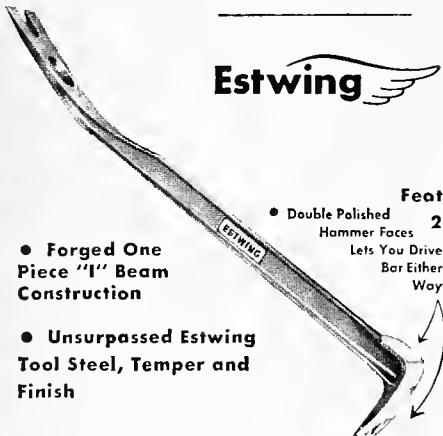 Estwing
ESTWING
Feat
2
• Double Polished
Hammer Faces
Lets You Drive
Bar Either
Way
• Forged One
Piece "I" Beam
Construction
• Unsurpassed Estwing
Tool Steel, Temper and
Finish